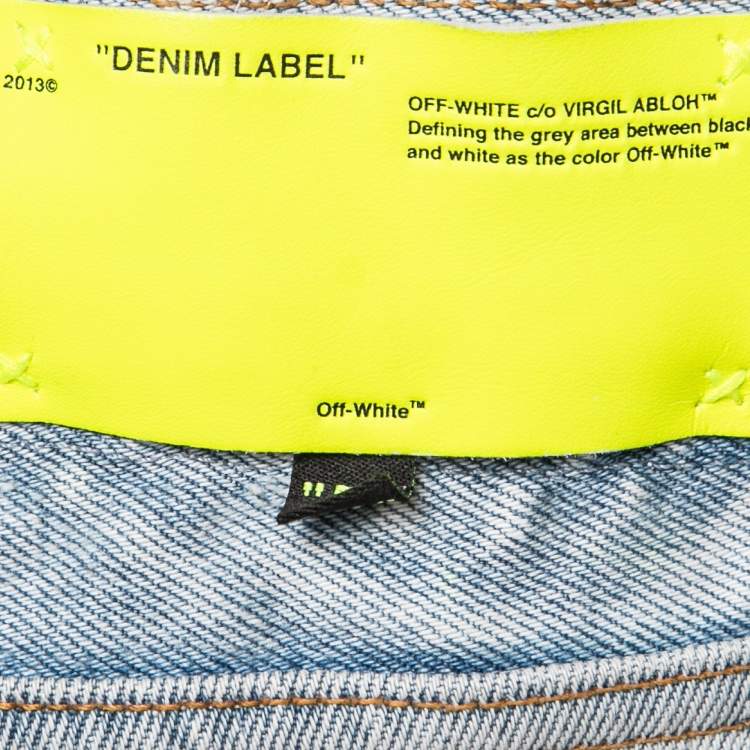 "DENIM LABEL"
2013©
OFF-WHITE c/o VIRGIL ABLOH™
Defining the grey area between black
and white as the color Off-White™
Off-White™